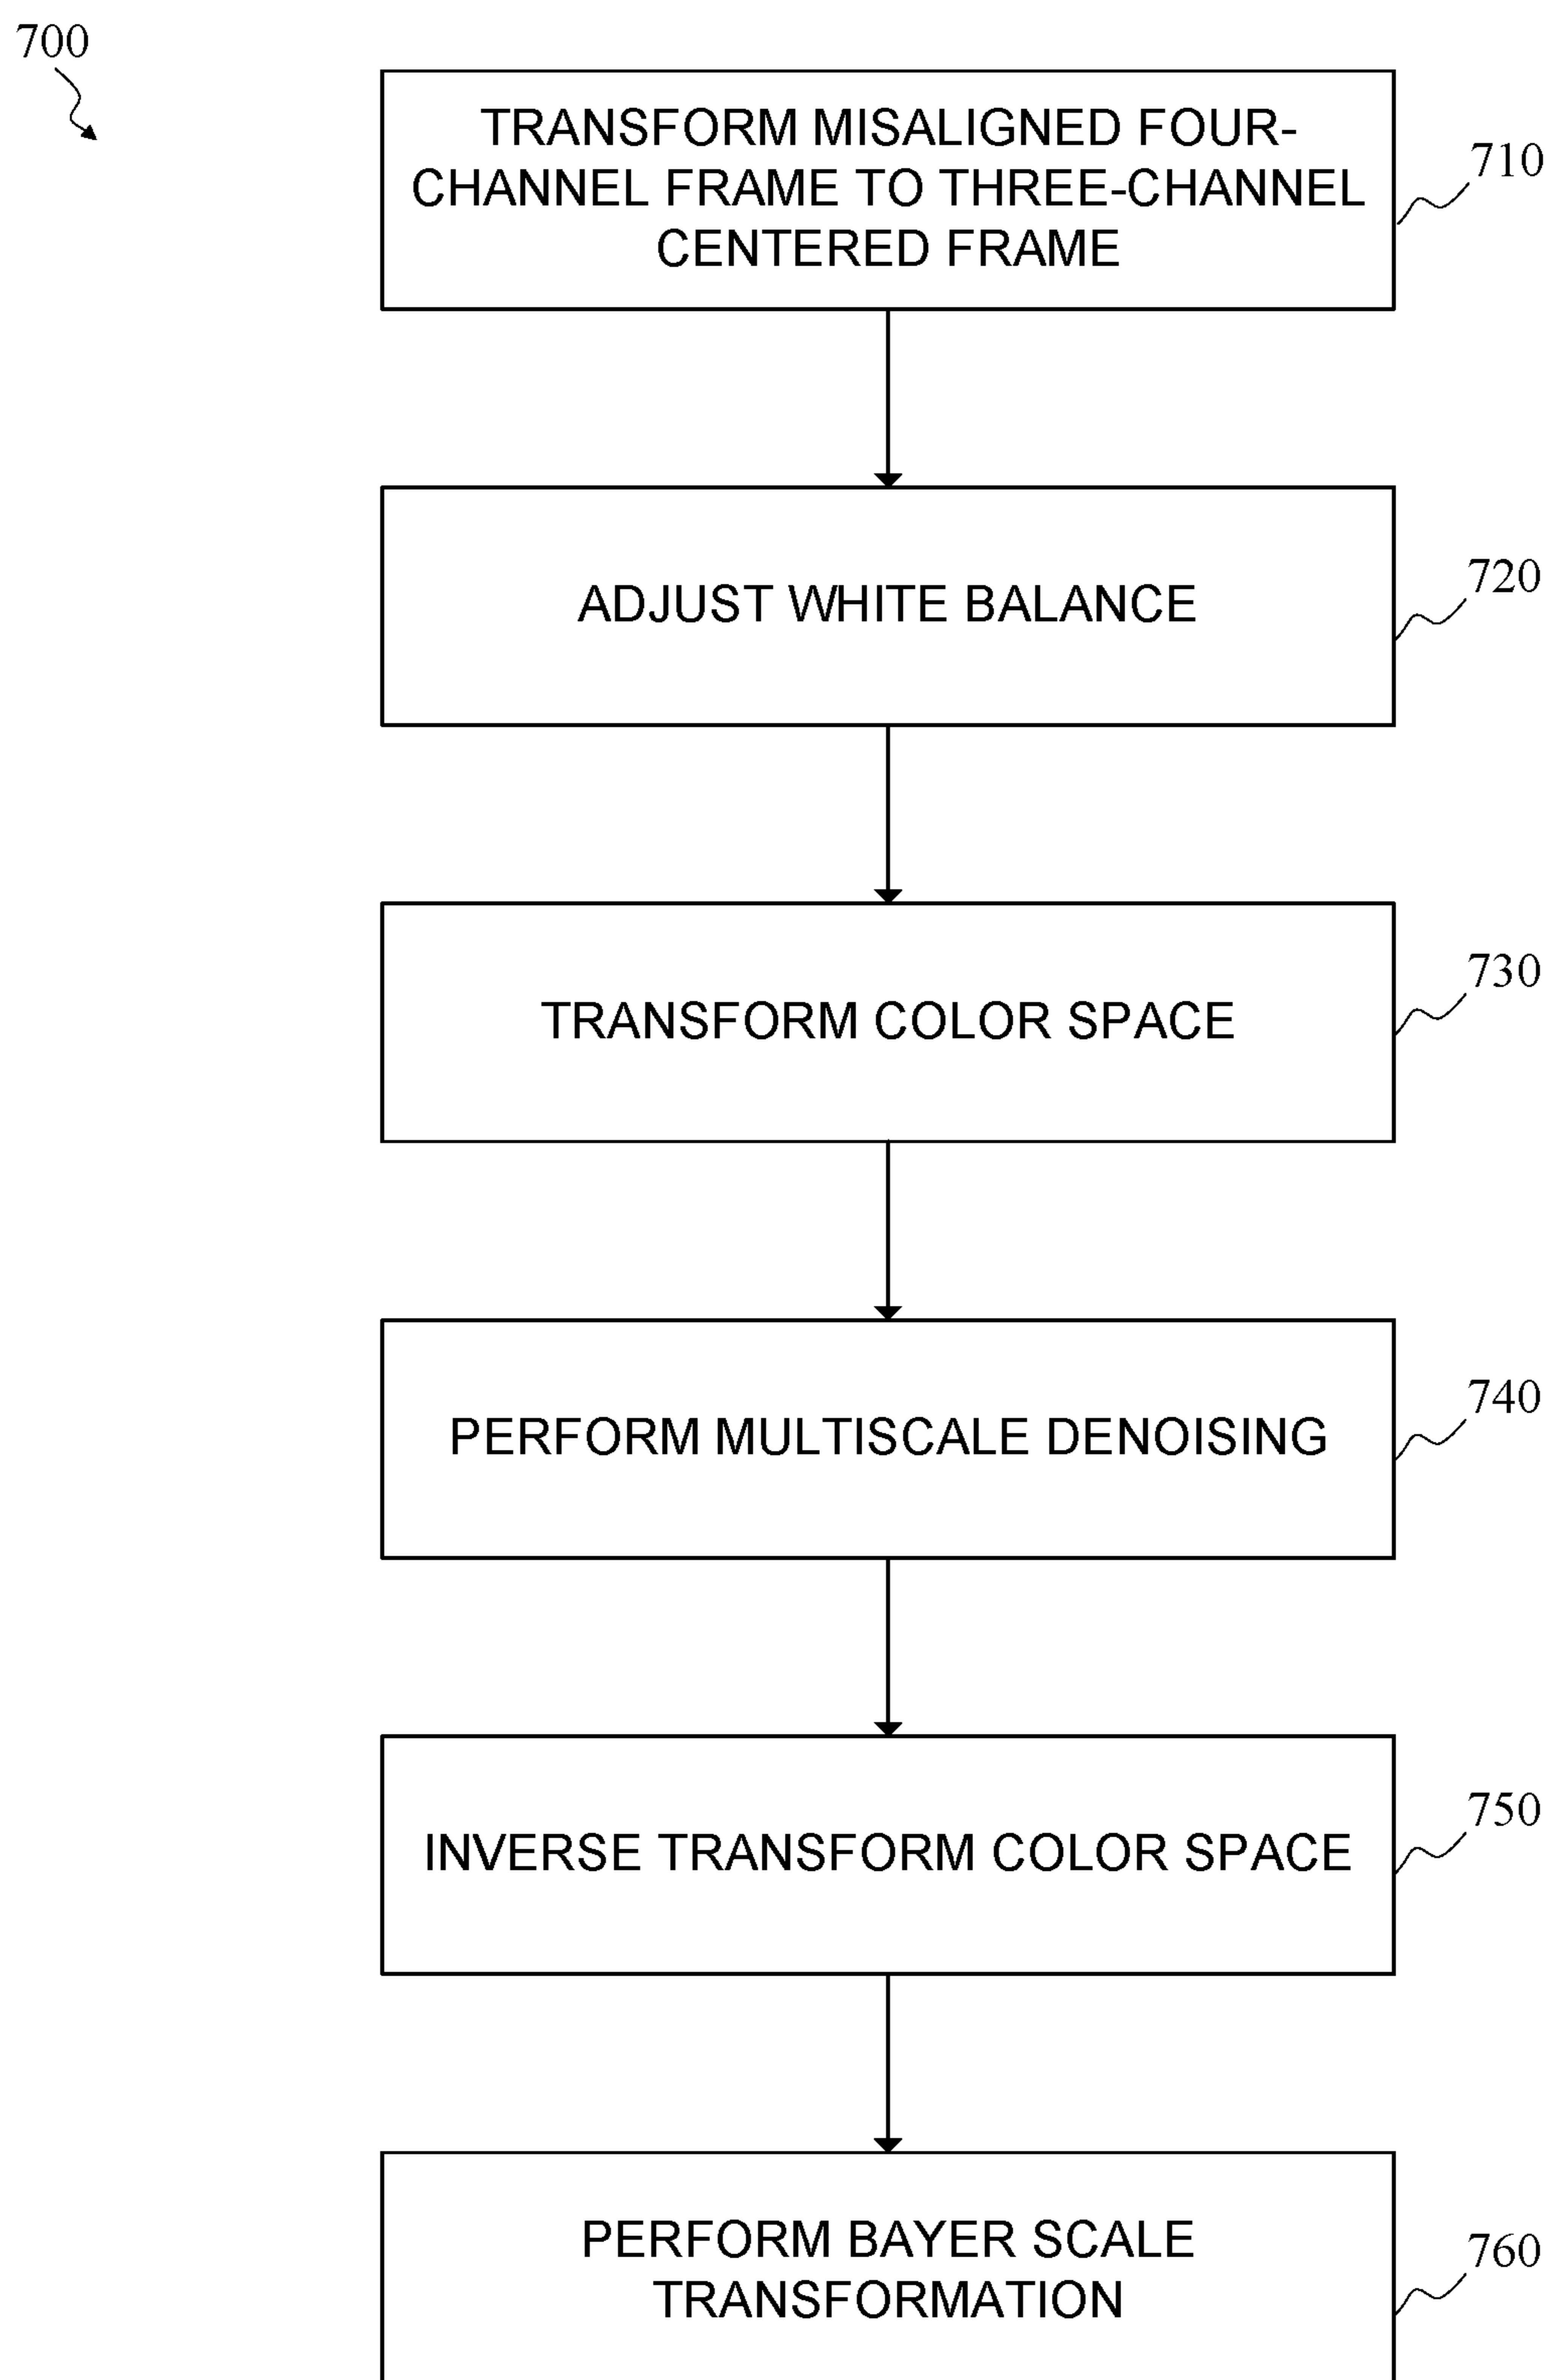 700
TRANSFORM MISALIGNED FOUR-
CHANNEL FRAME TO THREE-CHANNEL
CENTERED FRAME
710
ADJUST WHITE BALANCE
720
TRANSFORM COLOR SPACE
730
PERFORM MULTISCALE DENOISING
740
INVERSE TRANSFORM COLOR SPACE
750
PERFORM BAYER SCALE
TRANSFORMATION
760